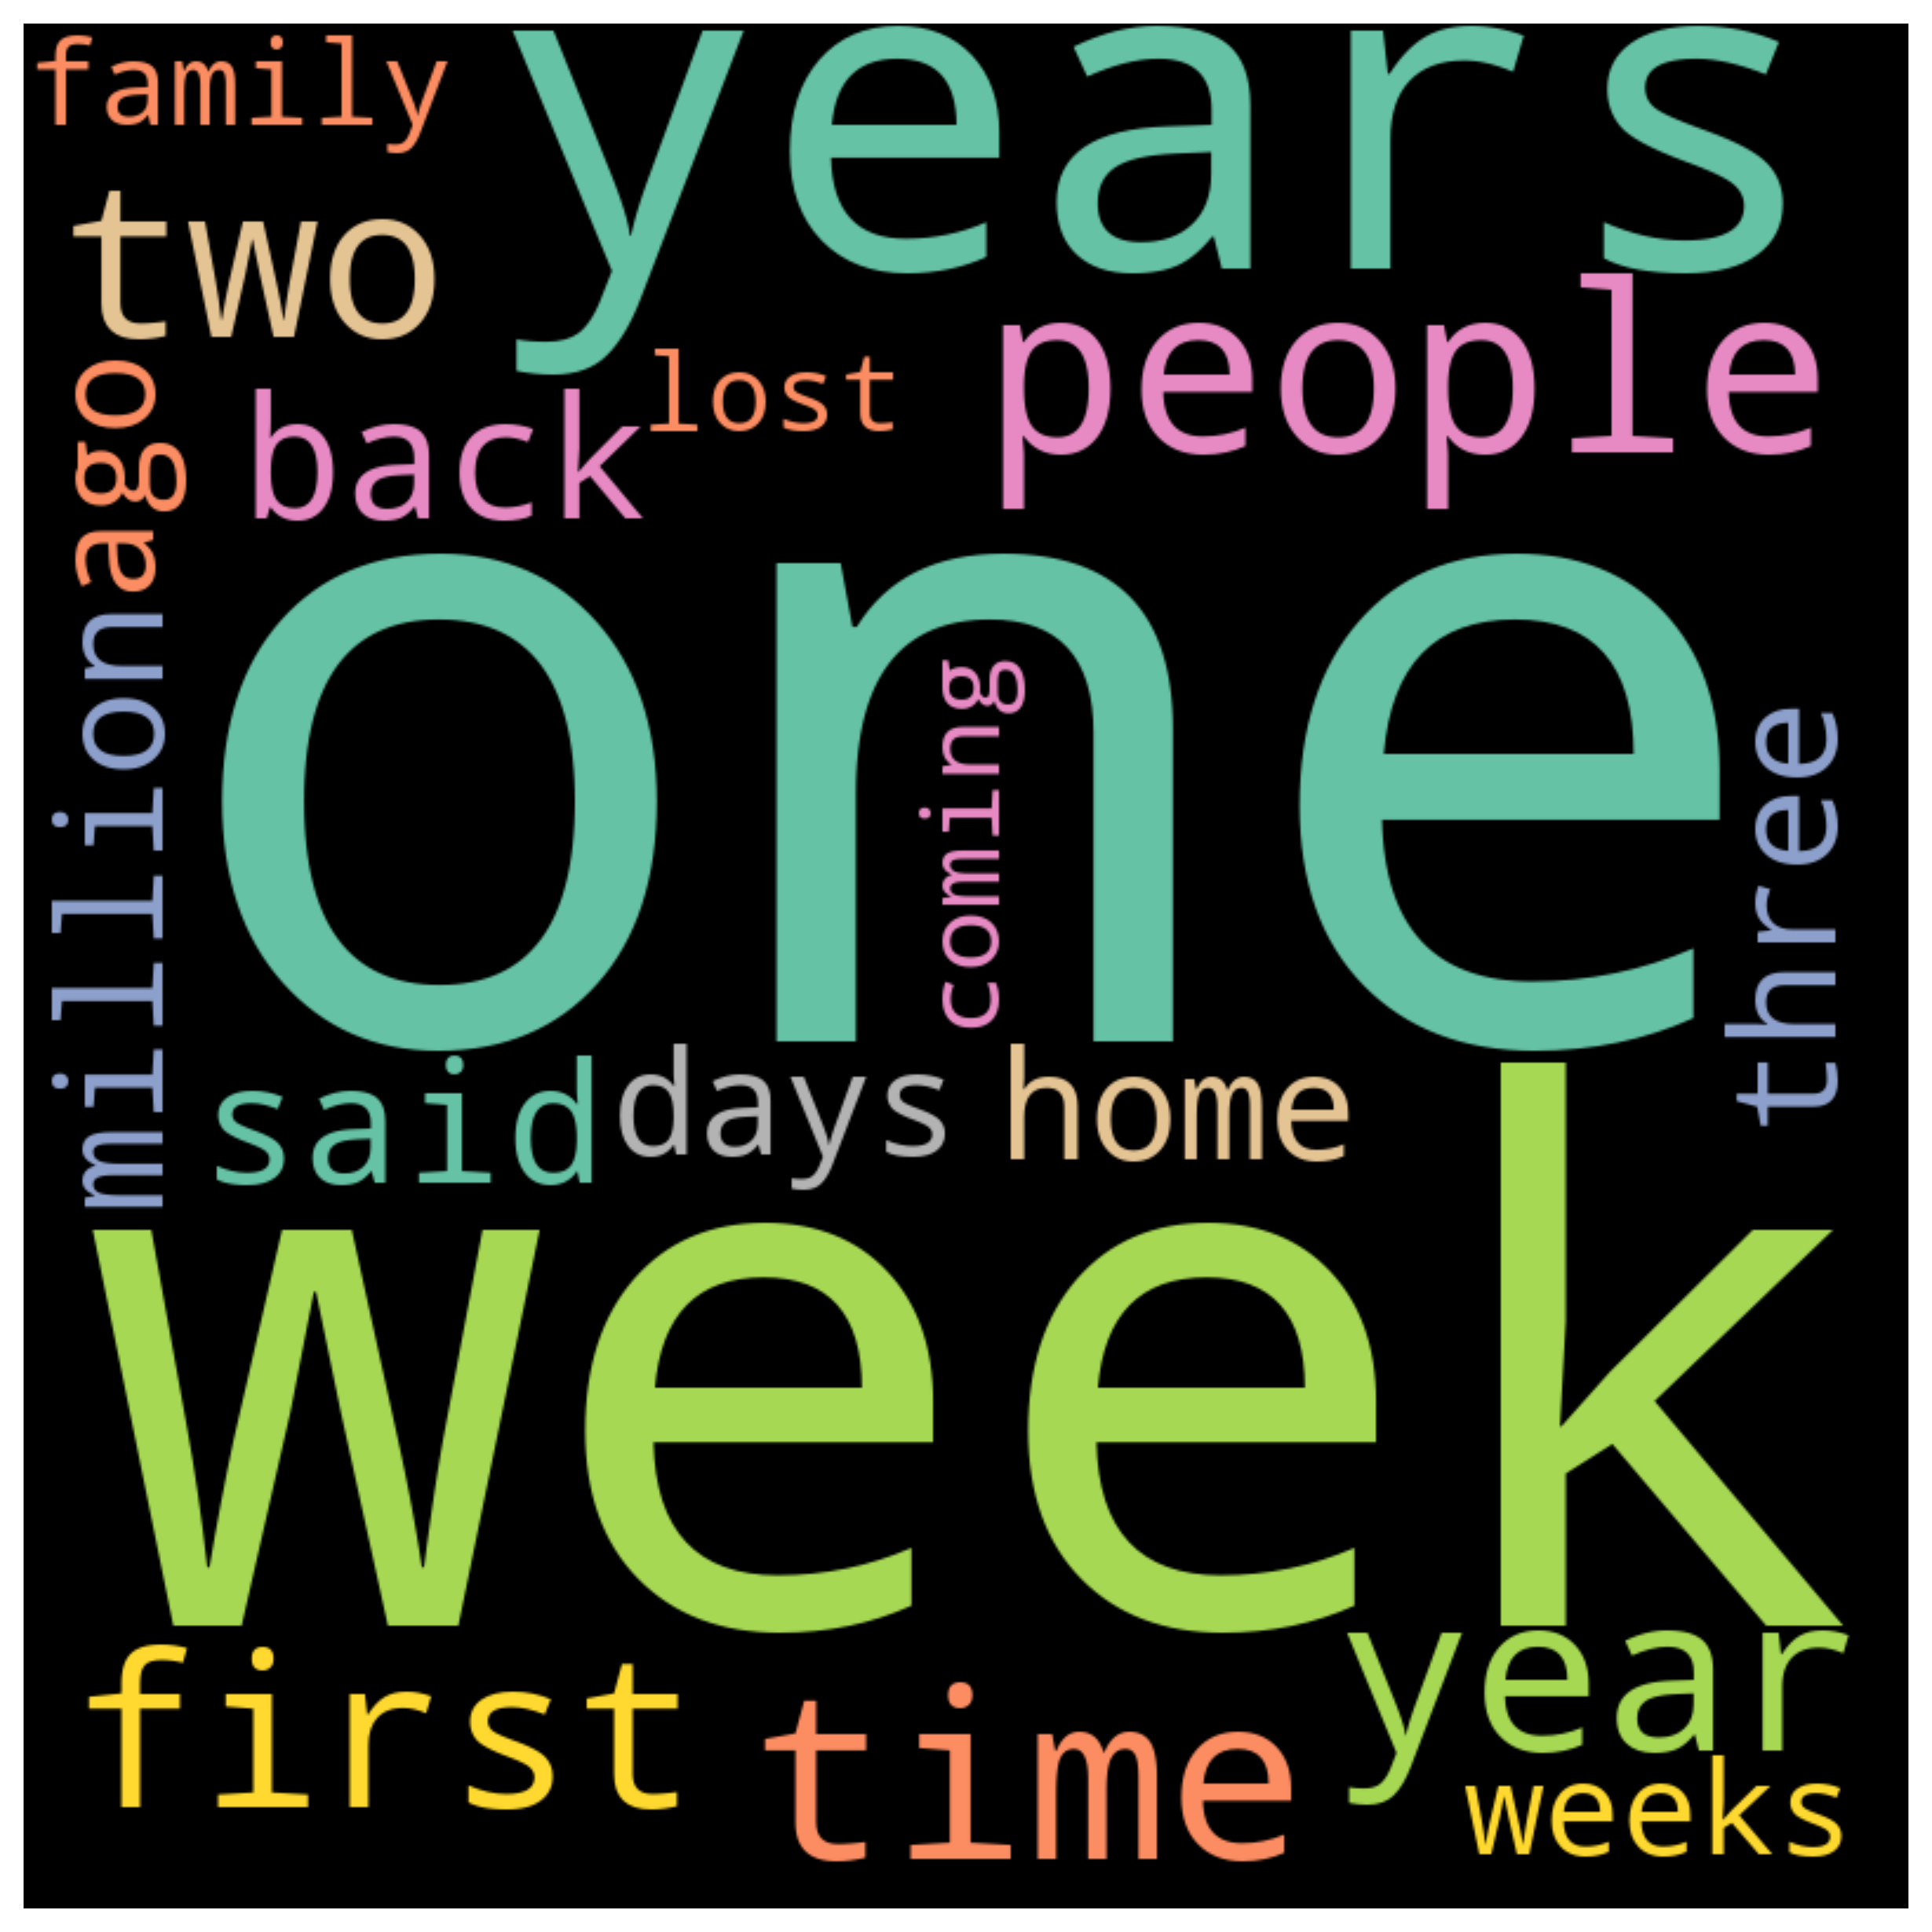 family
years
two
people
lost
back
ago
one
coming
million
three
said
days
home
week
first
time
year
weeks